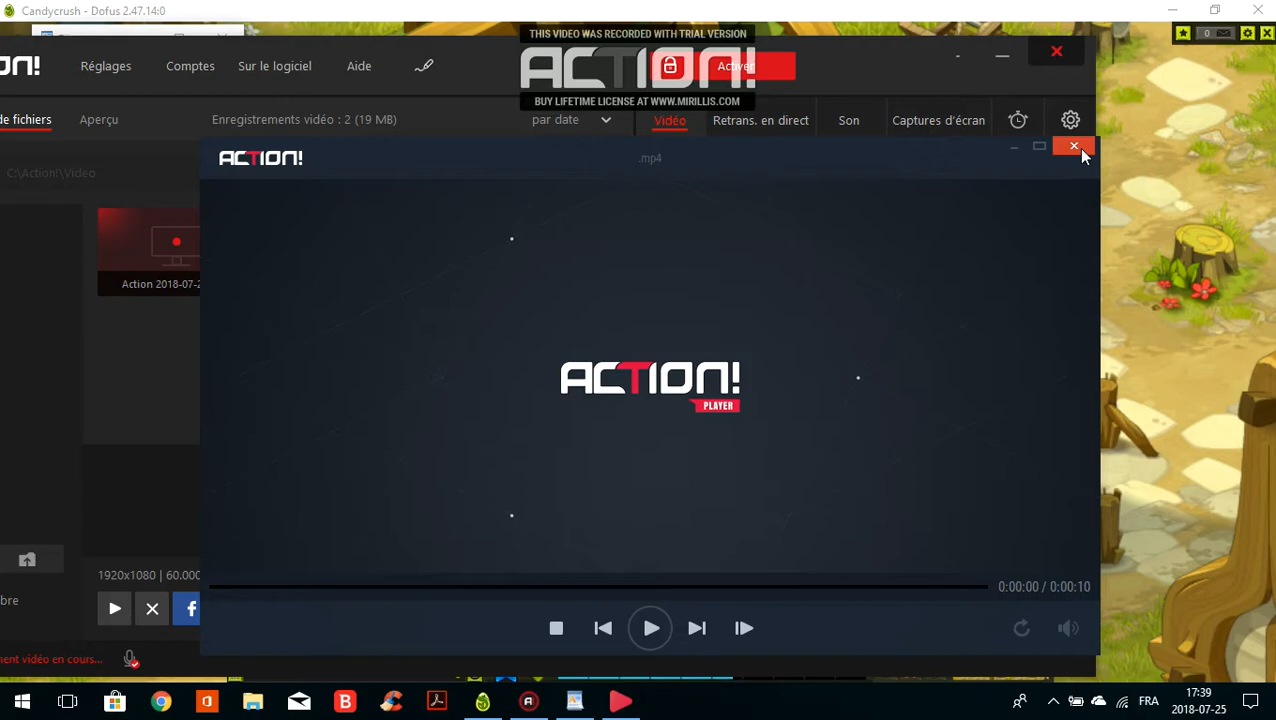 Candycrush - Dofus 2.47.14:0
THIS VIDEO WAS RECORDED WITH TRIAL VERSION
ACTION!
BUY LIFETIME LICENSE AT WWW.MIRILLIS.COM
ON!
Réglages
Comptes
Sur le logiciel
Aide
Activer
0
de fichiers
Aperçu
Enregistrements vidéo : 2 (19 MB)
par date
Vidéo
Retrans. en direct
Son
Captures d'écran
C:\Action!\Video
ACTION!
.mp4
Action 2018-07-2
ACTION!
PLAYER
1920x1080 | 60.000
0:00:00 / 0:00:10
bre
ment vidéo en cours...
FRA
17:39
2018-07-25